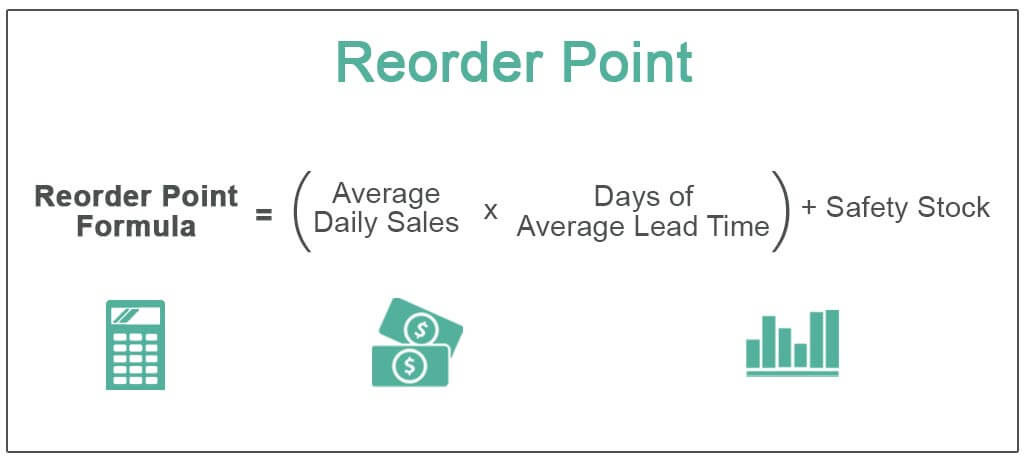 Reorder Point
Reorder Point
Formula
=
(
Average
Daily Sales
x
Days of
Average Lead Time
)
+ Safety Stock
$
$